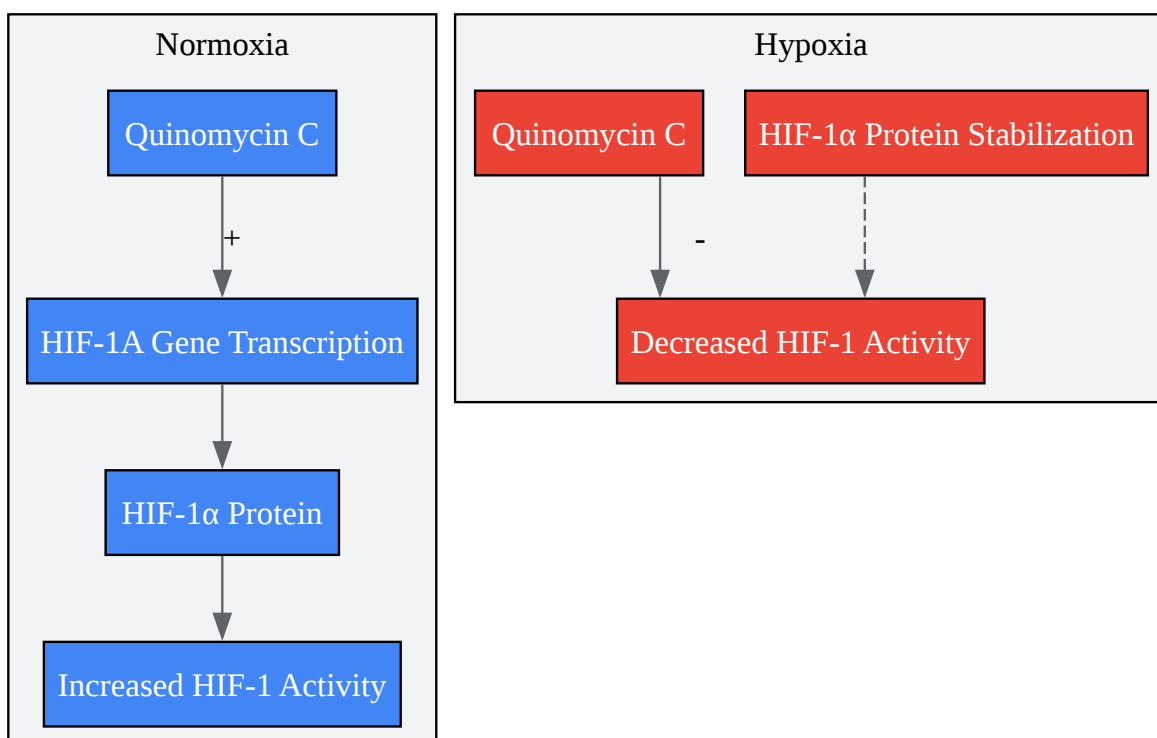 Normoxia
Quinomycin C
+
HIF-1A Gene Transcription
HIF-1α Protein
Increased HIF-1 Activity
Hypoxia
Quinomycin C
HIF-1α Protein Stabilization
-
Decreased HIF-1 Activity